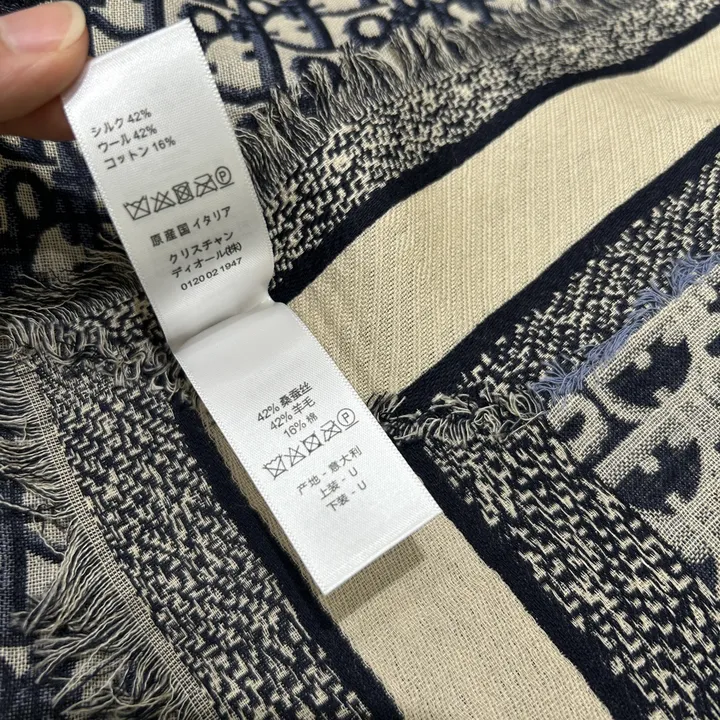 シルク 42%
ウール 42%
コットン 16%
P
原産国 イタリア
クリスチャン
ディオール(株)
0120 02 1947
42% 桑蚕丝
42% 羊毛
16% 棉
P
产地 - 意大利
上装 - U
下装 - U